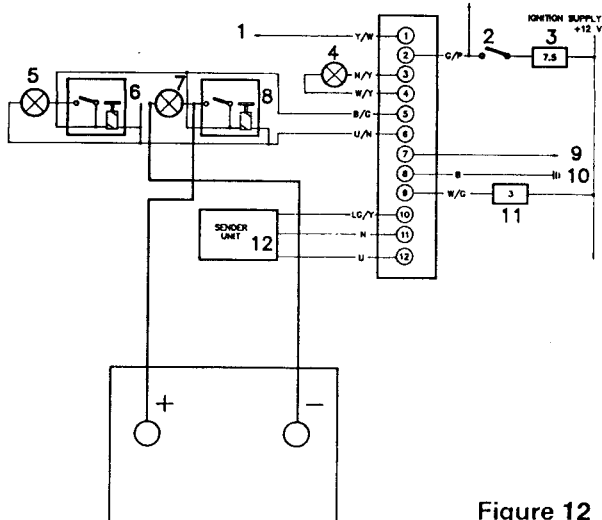 IGNITION SUPPLY
+12 V
1
Y/W
1
2
G/P
2
3
7.5
4
N/Y
3
W/Y
4
5
6
7
8
B/G
5
U/N
6
7
9
8
B
10
9
W/G
3
11
SENDER
UNIT
12
LG/Y
10
N
11
U
12
+
−
Figure 12